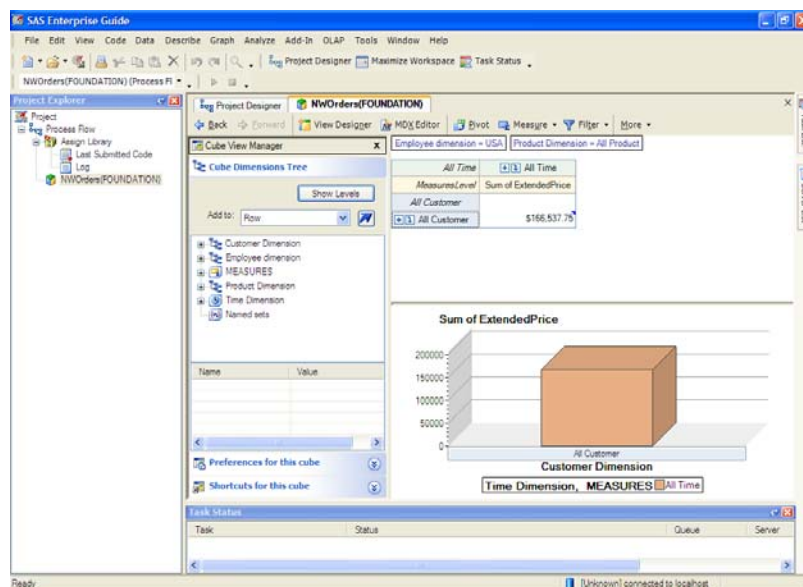 SAS Enterprise Guide
File Edit View Code Data Describe Graph Analyze Add-In OLAP Tools Window Help
Project Designer Maximize Workspace Task Status
NWOrders(FOUNDATION) (Process Fl
Project Explorer
Project
Process Flow
Assign Library
Last Submitted Code
Log
NWOrders(FOUNDATION)
Project Designer NWOrders(FOUNDATION)
Back Forward View Designer MDX Editor Pivot Measure Filter More
Cube View Manager
Cube Dimensions Tree
Show Levels
Add to: Row
Customer Dimension
Employee dimension
MEASURES
Product Dimension
Time Dimension
Named sets
Name Value
Preferences for this cube
Shortcuts for this cube
Employee dimension = USA Product Dimension = All Product
All Time All Time
MeasuresLevel Sum of ExtendedPrice
All Customer
All Customer $166,537.75
Sum of ExtendedPrice
200000
150000
100000
50000
0
All Customer
Customer Dimension
Time Dimension, MEASURES All Time
Task Status
Task Status Queue Server
Ready
[Unknown] connected to localhost